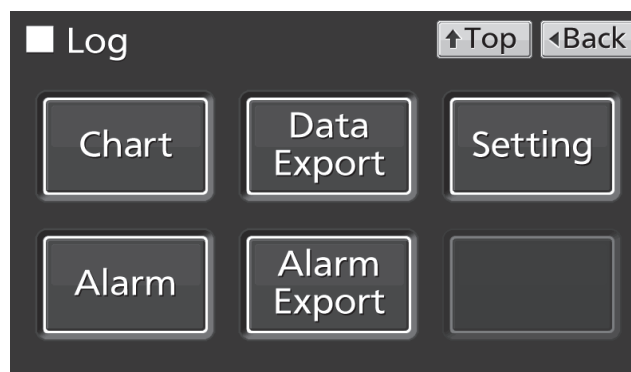 Log
Top
Back
Chart
Data
Export
Setting
Alarm
Alarm
Export